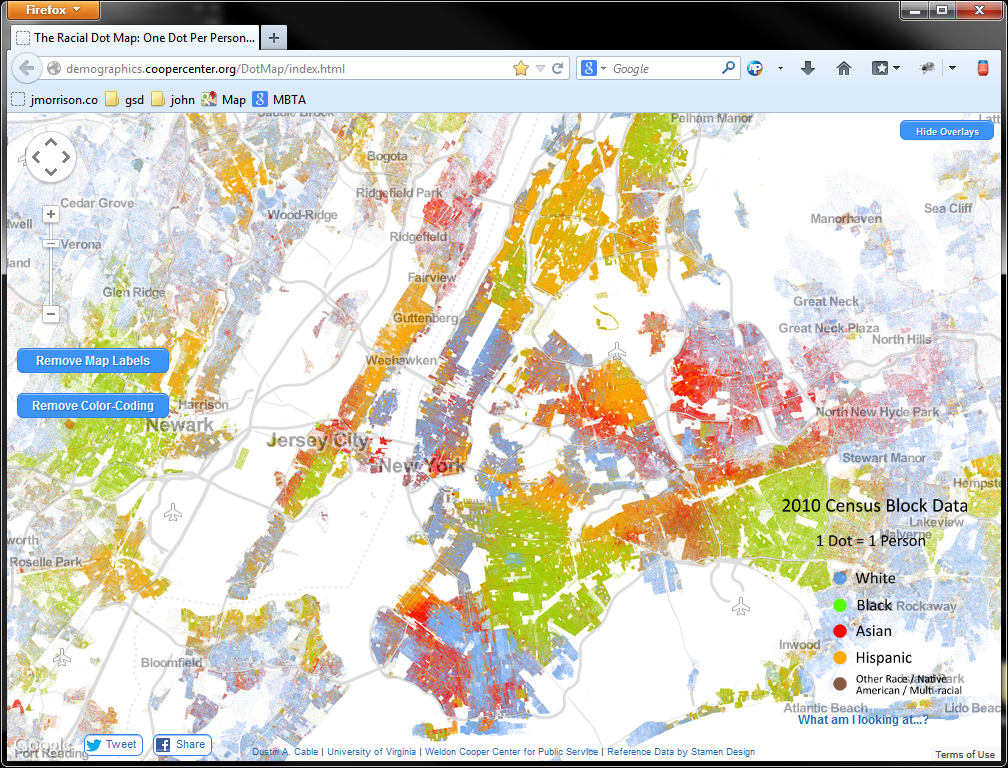 Firefox
The Racial Dot Map: One Dot Per Person...
demographics.coopercenter.org/DotMap/index.html
Google
jmorrison.co gsd john Map MBTA
Saddle Brook
Pelham Manor
Hide Overlays
Bogota
Ridgefield Park
Cedar Grove
Wood-Ridge
Sea Cliff
Manorhaven
Verona
Ridgefield
Fairview
Glen Ridge
Great Neck
Guttenberg
Great Neck Plaza
North Hills
Remove Map Labels
Weehawken
Remove Color-Coding
Harrison
North New Hyde Park
Newark
Jersey City
New York
Stewart Manor
2010 Census Block Data
Lakeview
Malverne
1 Dot = 1 Person
Roselle Park
White
Black
Rockaway
Asian
Inwood
Hispanic
Bloomfield
Other Race / Native
American / Multi-racial
Atlantic Beach
Lido Beac
What am I looking at...?
Google
Tweet
Share
Port Reading
Dustin A. Cable | University of Virginia | Weldon Cooper Center for Public Service | Reference Data by Stamen Design
Terms of Use